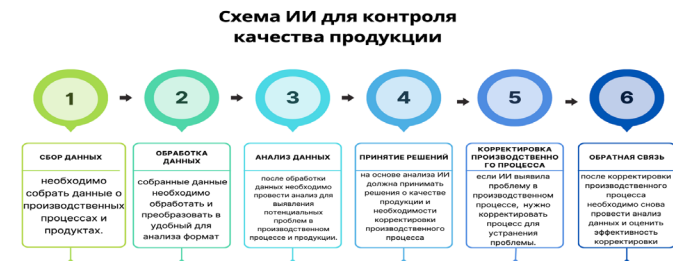 Схема ИИ для контроля
качества продукции
1
2
3
4
5
6
СБОР ДАННЫХ
необходимо
собрать данные о
производственных
процессах и
продуктах.
ОБРАБОТКА
ДАННЫХ
собранные данные
необходимо
обработать и
преобразовать в
удобный для
анализа формат
АНАЛИЗ ДАННЫХ
после обработки
данных необходимо
провести анализ для
выявления
потенциальных
проблем в
производственном
процессе и продукции.
ПРИНЯТИЕ РЕШЕНИЙ
на основе анализа ИИ
должна принимать
решения о качестве
продукции и
необходимости
корректировки
производственного
процесса
КОРРЕКТИРОВКА
ПРОИЗВОДСТВЕННО
ГО ПРОЦЕССА
если ИИ выявила
проблему в
производственном
процессе, нужно
корректировать
процесс для
устранения
проблемы.
ОБРАТНАЯ СВЯЗЬ
после корректировки
производственного
процесса
необходимо снова
провести анализ
данных и оценить
эффективность
корректировки